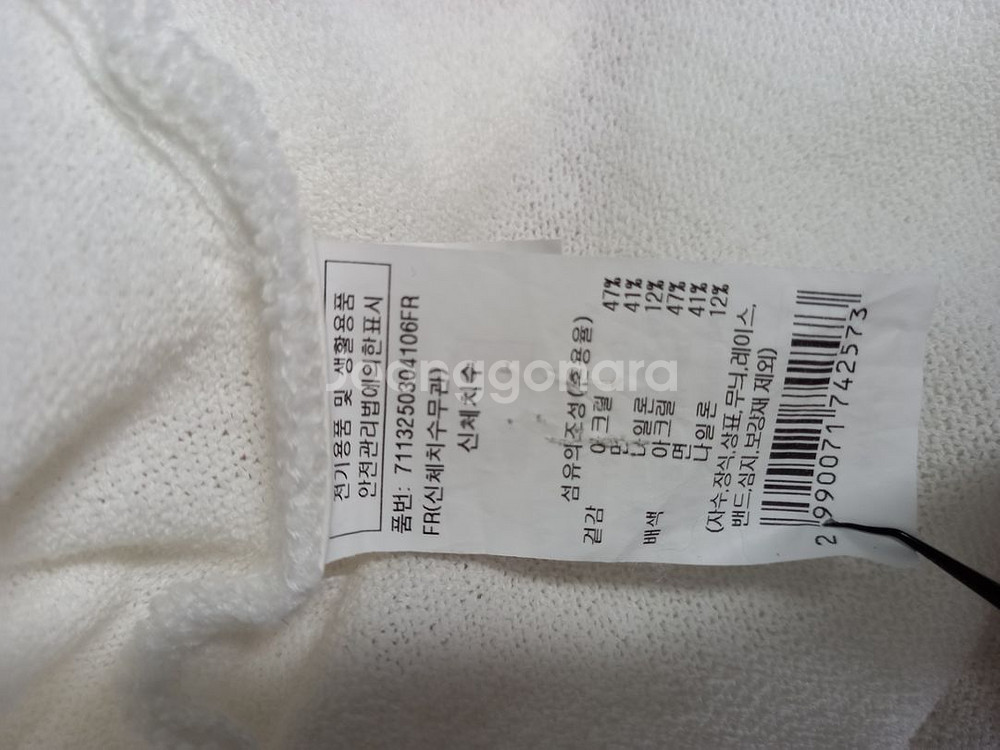 전기용품 및 생활용품
안전관리법에의한표시
품번: 7113250304106FR
FR(신체치수무관)
신체치수
섬유의조성(혼용율)
겉감 아크릴 47%
면 41%
나일론 12%
배색 아크릴 47%
면 41%
나일론 12%
(자수,장식,상표,무늬,레이스,
밴드,심지,보강재 제외)
2990071742573
joonggonara